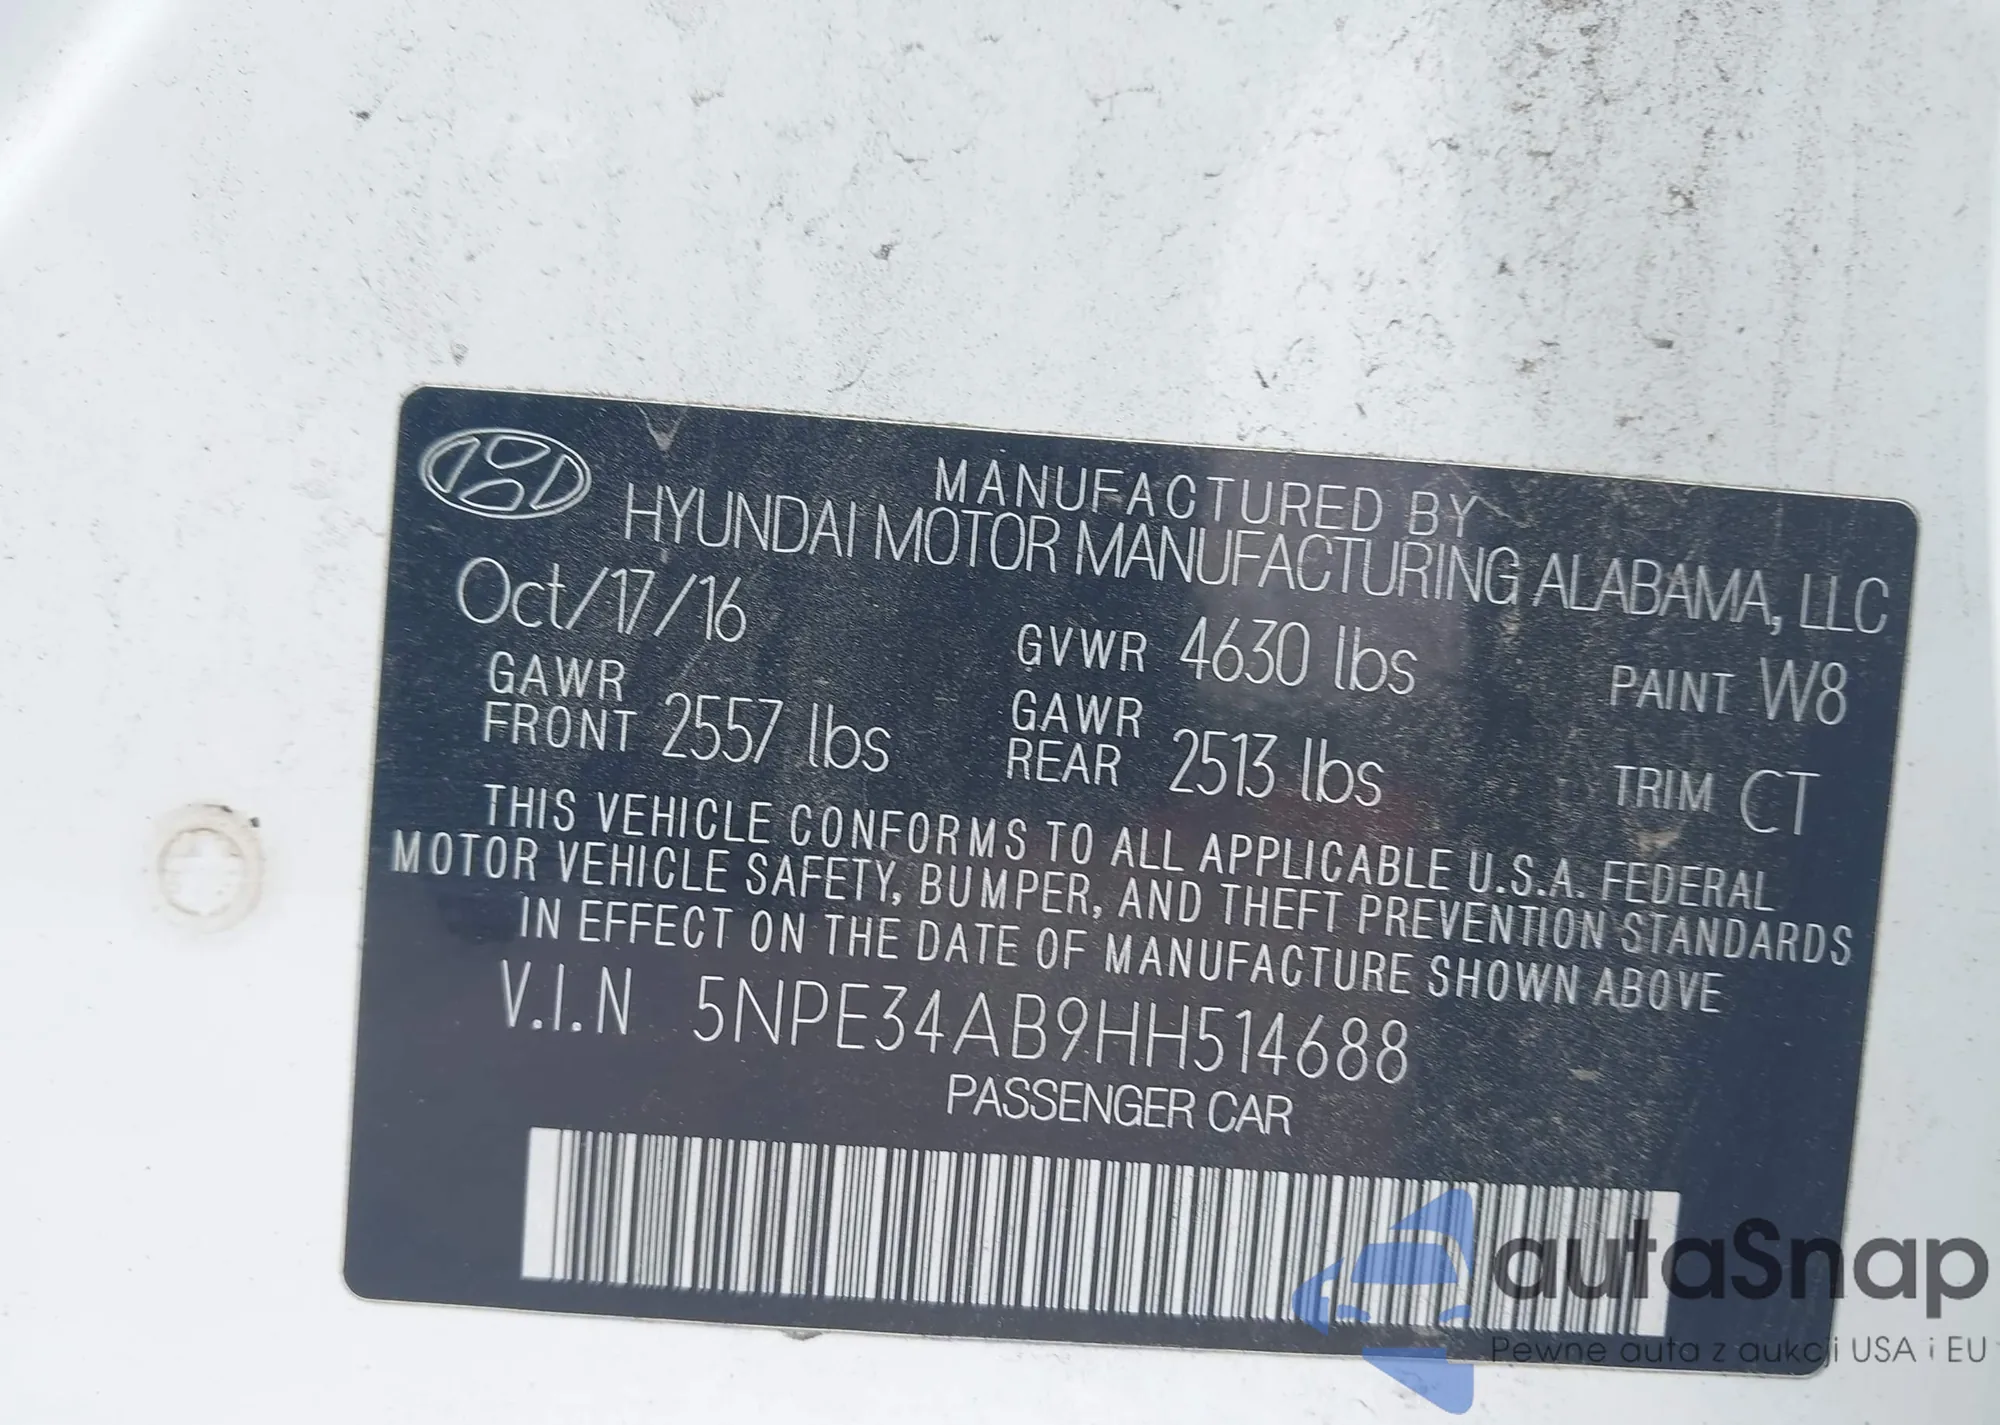 MANUFACTURED BY
HYUNDAI MOTOR MANUFACTURING ALABAMA, LLC
Oct/17/16
GVWR 4630 lbs
PAINT W8
GAWR
FRONT 2557 lbs
GAWR
REAR 2513 lbs
TRIM CT
THIS VEHICLE CONFORMS TO ALL APPLICABLE U.S.A. FEDERAL
MOTOR VEHICLE SAFETY, BUMPER, AND THEFT PREVENTION STANDARDS
IN EFFECT ON THE DATE OF MANUFACTURE SHOWN ABOVE
V.I.N 5NPE34AB9HH514688
PASSENGER CAR
autaSnap
Pewne auta z aukcji USA i EU